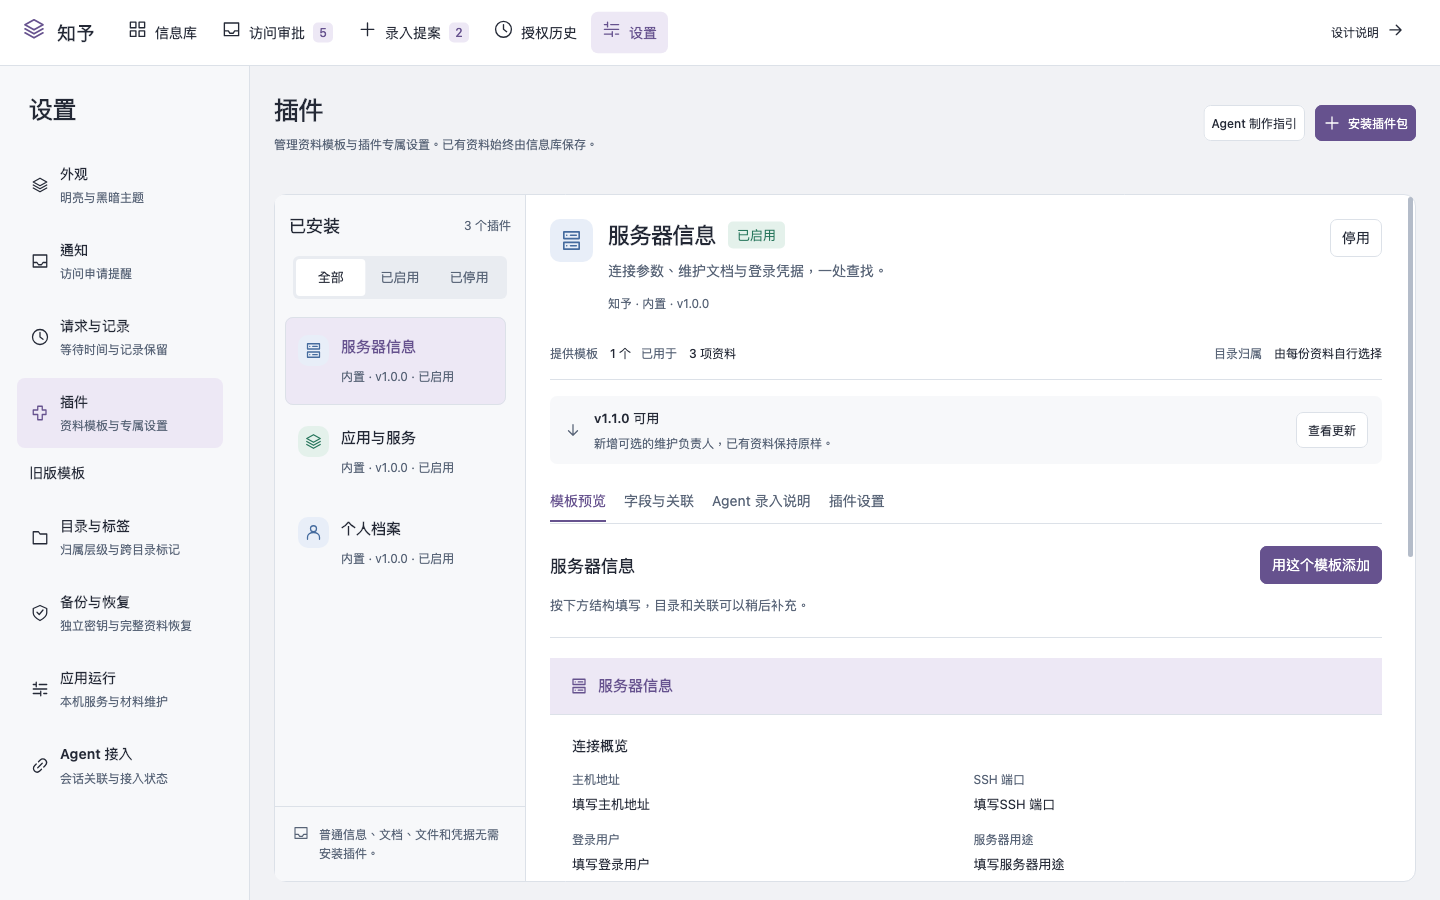 知予
信息库
访问审批 5
录入提案 2
授权历史
设置
设计说明
设置
外观
明亮与黑暗主题
通知
访问申请提醒
请求与记录
等待时间与记录保留
插件
资料模板与专属设置
旧版模板
目录与标签
归属层级与跨目录标记
备份与恢复
独立密钥与完整资料恢复
应用运行
本机服务与材料维护
Agent 接入
会话关联与接入状态
插件
管理资料模板与插件专属设置。已有资料始终由信息库保存。
Agent 制作指引
安装插件包
已安装
3 个插件
全部
已启用
已停用
服务器信息
内置 · v1.0.0 · 已启用
应用与服务
内置 · v1.0.0 · 已启用
个人档案
内置 · v1.0.0 · 已启用
普通信息、文档、文件和凭据无需
安装插件。
服务器信息
已启用
停用
连接参数、维护文档与登录凭据，一处查找。
知予 · 内置 · v1.0.0
提供模板 1 个 已用于 3 项资料
目录归属 由每份资料自行选择
v1.1.0 可用
新增可选的维护负责人，已有资料保持原样。
查看更新
模板预览
字段与关联
Agent 录入说明
插件设置
服务器信息
用这个模板添加
按下方结构填写，目录和关联可以稍后补充。
服务器信息
连接概览
主机地址
填写主机地址
SSH 端口
填写SSH 端口
登录用户
填写登录用户
服务器用途
填写服务器用途